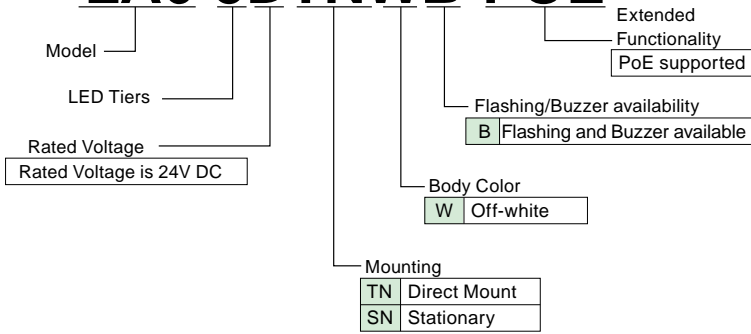 Extended
Functionality
PoE supported
Model
LED Tiers
Flashing/Buzzer availability
B Flashing and Buzzer available
Rated Voltage
Rated Voltage is 24V DC
Body Color
W Off-white
Mounting
TN Direct Mount
SN Stationary